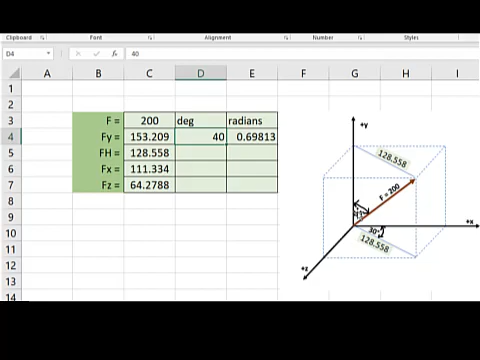 Clipboard Font Alignment Number Styles
D4 40
A B C D E F G H I
1
2
3 F = 200 deg radians
4 Fy = 153.209 40 0.69813
5 FH = 128.558
6 Fx = 111.334
7 Fz = 64.2788
8
9
10
11
12
13
14
+y
128.558
F = 200
+x
30°
128.558
+z